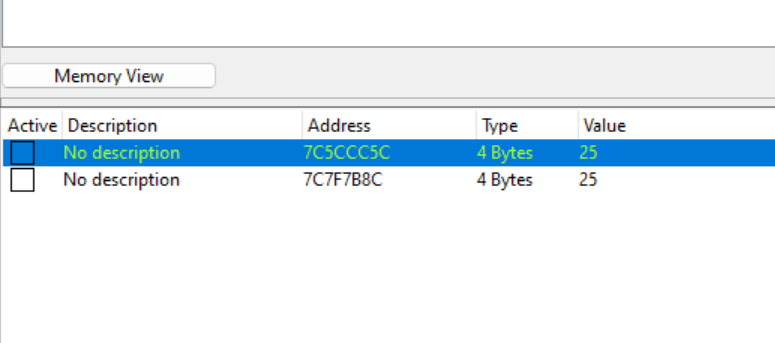 Memory View
Active Description Address Type Value
No description 7C5CCC5C 4 Bytes 25
No description 7C7F7B8C 4 Bytes 25